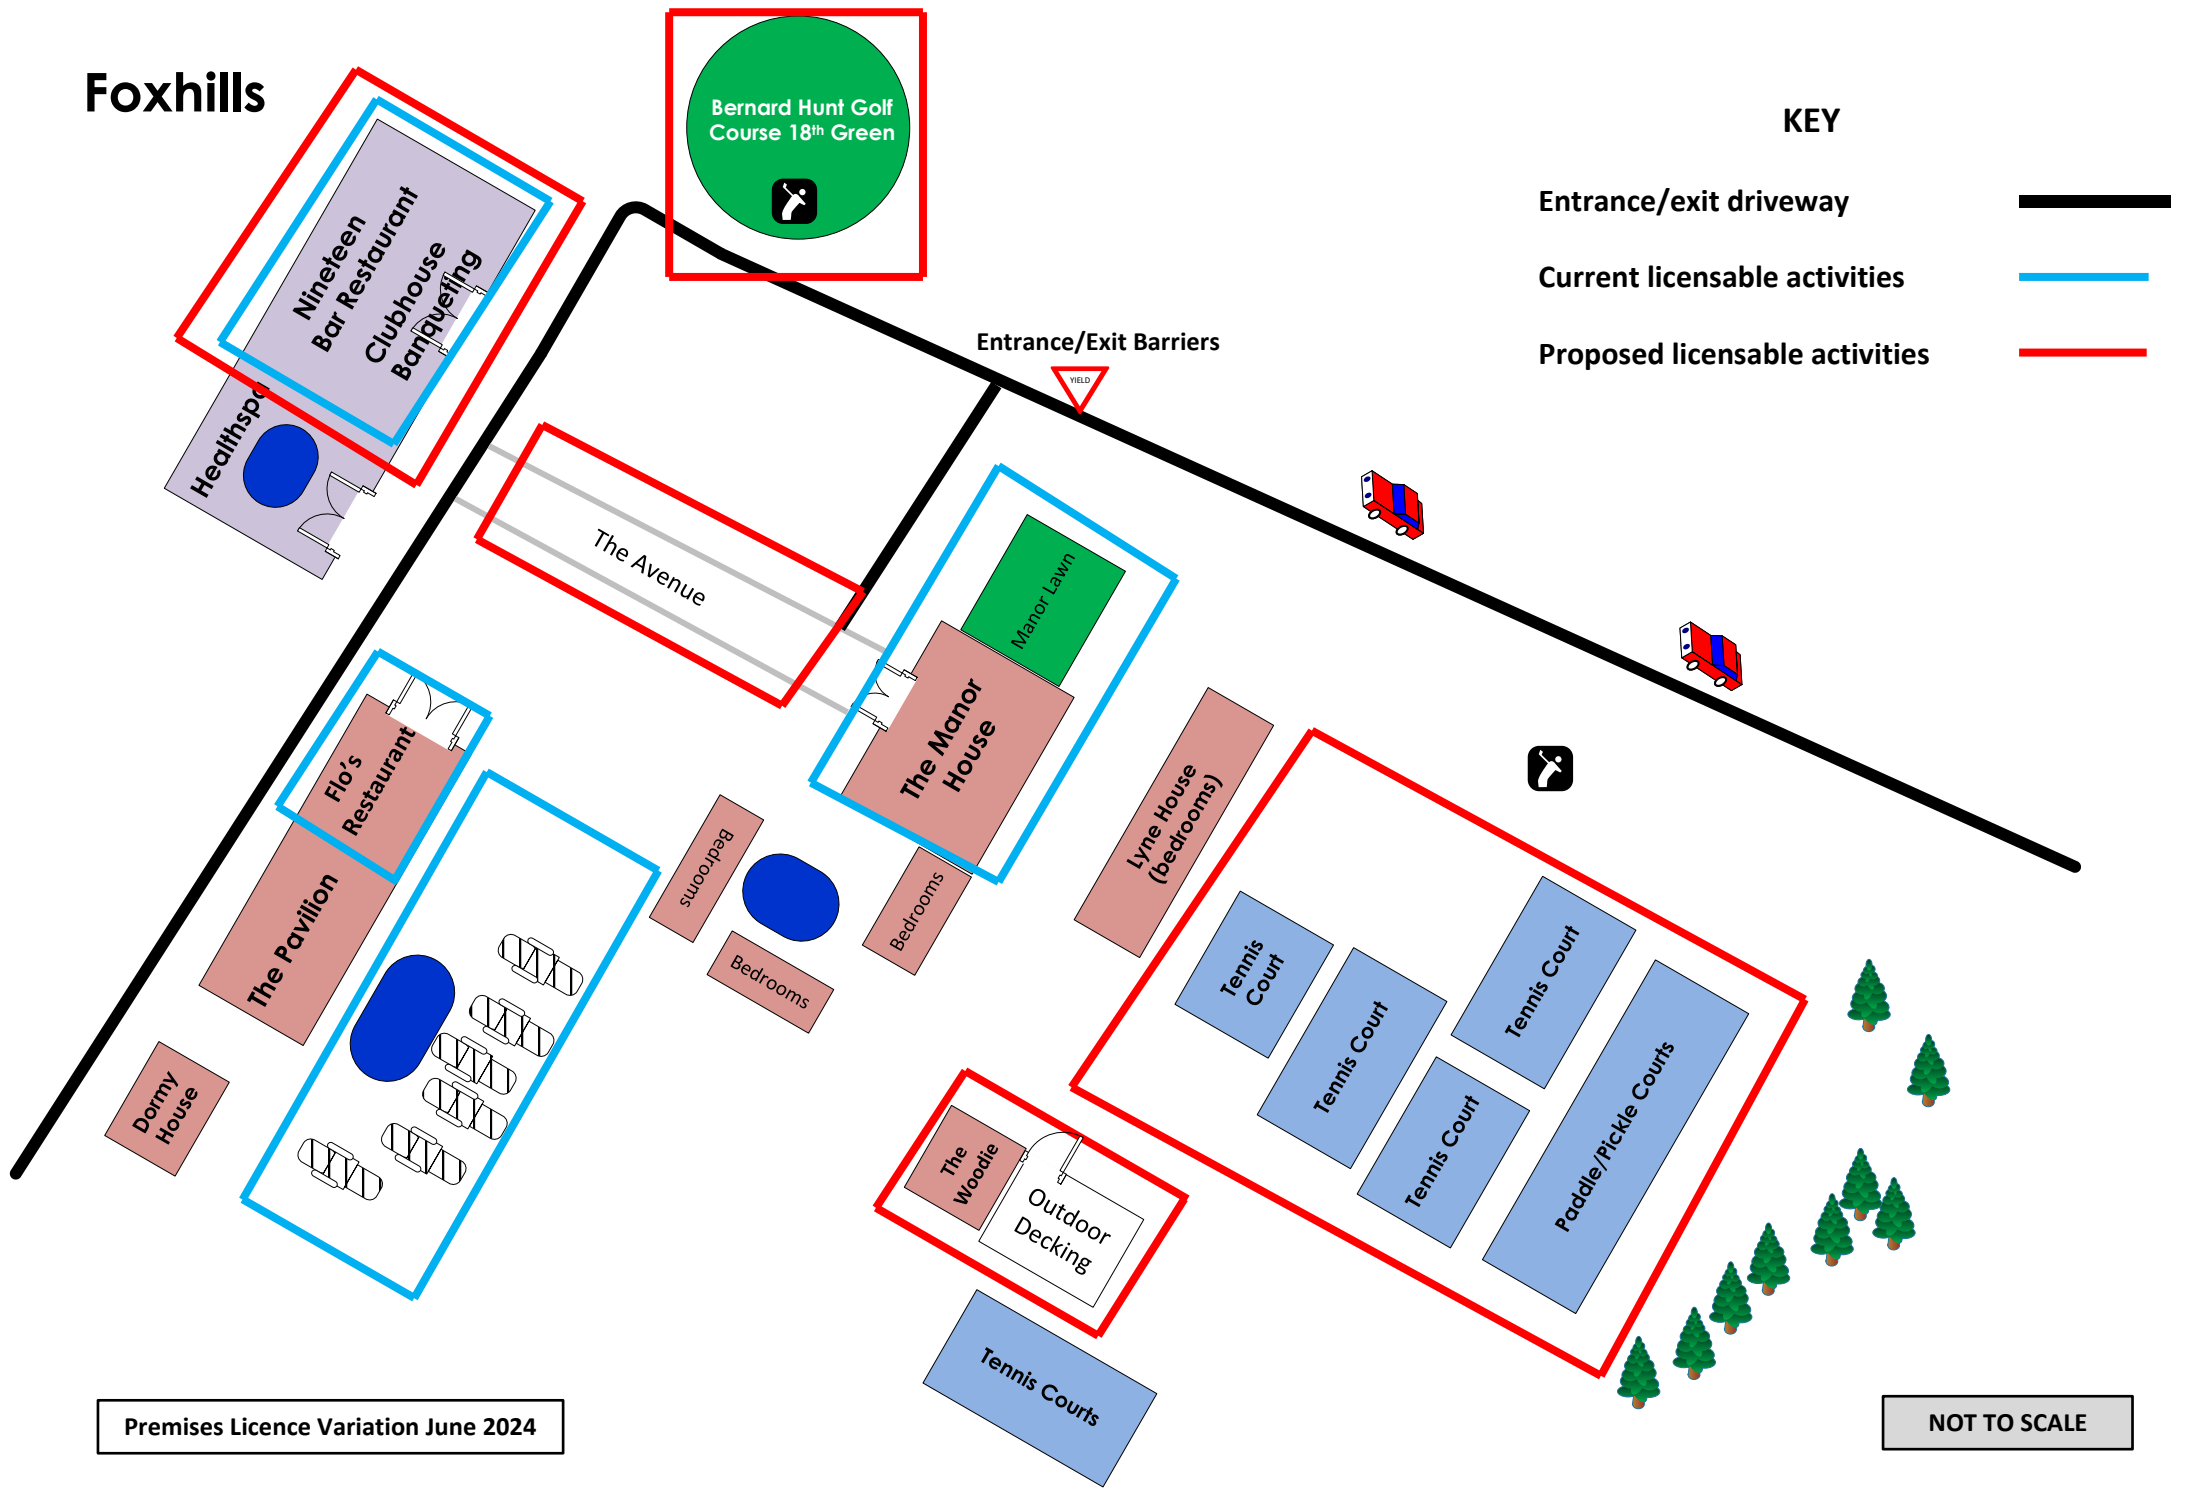 Foxhills
Bernard Hunt Golf
Course 18th Green
KEY
Entrance/exit driveway
Current licensable activities
Proposed licensable activities
Nineteen
Bar Restaurant
Clubhouse
Banqueting
Healthspa
Entrance/Exit Barriers
YIELD
The Avenue
Manor Lawn
The Manor
House
Flo's
Restaurant
The Pavilion
Dormy
House
Bedrooms
Bedrooms
Bedrooms
Lyne House
(bedrooms)
Tennis
Court
Tennis Court
Tennis Court
Tennis Court
Paddle/Pickle Courts
The
Woodie
Outdoor
Decking
Tennis Courts
Premises Licence Variation June 2024
NOT TO SCALE